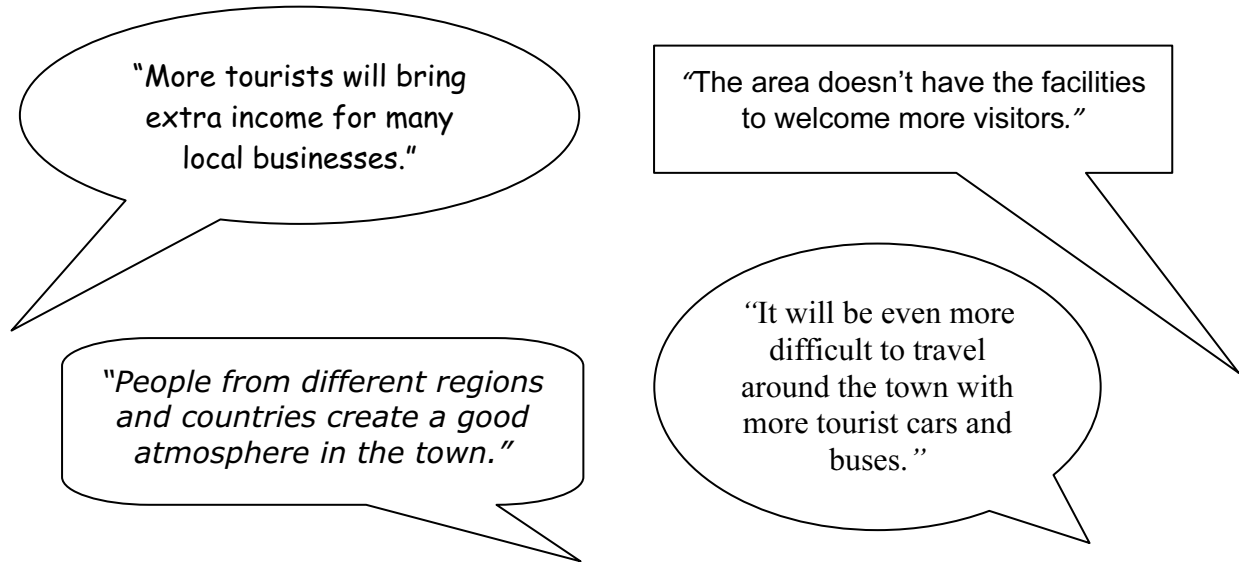 “More tourists will bring
extra income for many
local businesses.”
“The area doesn’t have the facilities
to welcome more visitors.”
“People from different regions
and countries create a good
atmosphere in the town.”
“It will be even more
difficult to travel
around the town with
more tourist cars and
buses.”